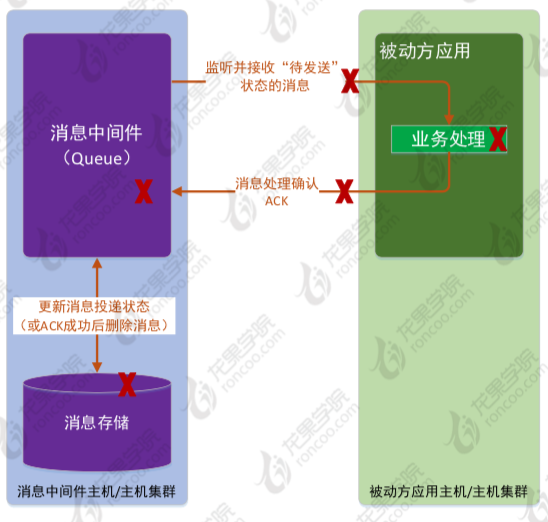 监听并接收“待发送”
状态的消息
被动方应用
消息中间件
（Queue）
业务处理
消息处理确认
ACK
更新消息投递状态
（或ACK成功后删除消息）
消息存储
消息中间件主机/主机集群
被动方应用主机/主机集群
龙果学院
roncoo.com